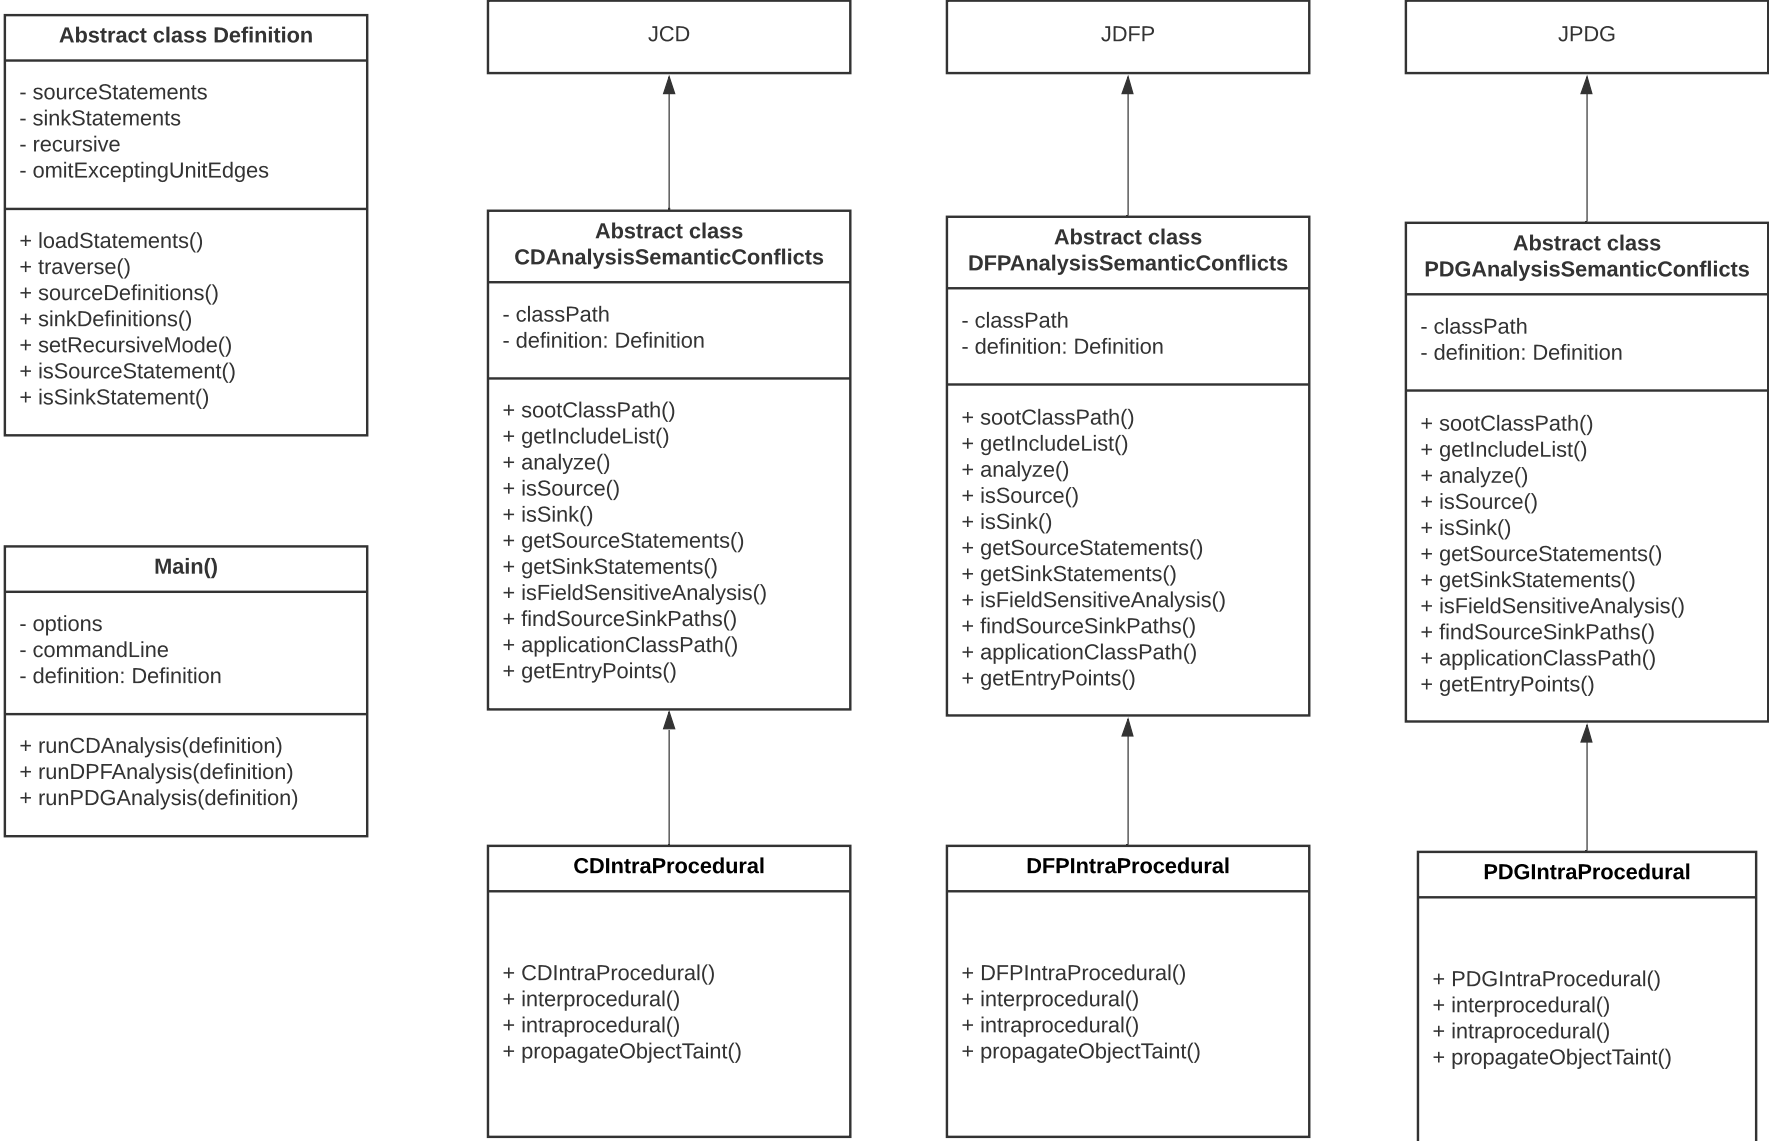 Abstract class Definition
- sourceStatements
- sinkStatements
- recursive
- omitExceptingUnitEdges
+ loadStatements()
+ traverse()
+ sourceDefinitions()
+ sinkDefinitions()
+ setRecursiveMode()
+ isSourceStatement()
+ isSinkStatement()
Main()
- options
- commandLine
- definition: Definition
+ runCDAnalysis(definition)
+ runDPFAnalysis(definition)
+ runPDGAnalysis(definition)
JCD
Abstract class
CDAnalysisSemanticConflicts
- classPath
- definition: Definition
+ sootClassPath()
+ getIncludeList()
+ analyze()
+ isSource()
+ isSink()
+ getSourceStatements()
+ getSinkStatements()
+ isFieldSensitiveAnalysis()
+ findSourceSinkPaths()
+ applicationClassPath()
+ getEntryPoints()
CDIntraProcedural
+ CDIntraProcedural()
+ interprocedural()
+ intraprocedural()
+ propagateObjectTaint()
JDFP
Abstract class
DFPAnalysisSemanticConflicts
- classPath
- definition: Definition
+ sootClassPath()
+ getIncludeList()
+ analyze()
+ isSource()
+ isSink()
+ getSourceStatements()
+ getSinkStatements()
+ isFieldSensitiveAnalysis()
+ findSourceSinkPaths()
+ applicationClassPath()
+ getEntryPoints()
DFPIntraProcedural
+ DFPIntraProcedural()
+ interprocedural()
+ intraprocedural()
+ propagateObjectTaint()
JPDG
Abstract class
PDGAnalysisSemanticConflicts
- classPath
- definition: Definition
+ sootClassPath()
+ getIncludeList()
+ analyze()
+ isSource()
+ isSink()
+ getSourceStatements()
+ getSinkStatements()
+ isFieldSensitiveAnalysis()
+ findSourceSinkPaths()
+ applicationClassPath()
+ getEntryPoints()
PDGIntraProcedural
+ PDGIntraProcedural()
+ interprocedural()
+ intraprocedural()
+ propagateObjectTaint()